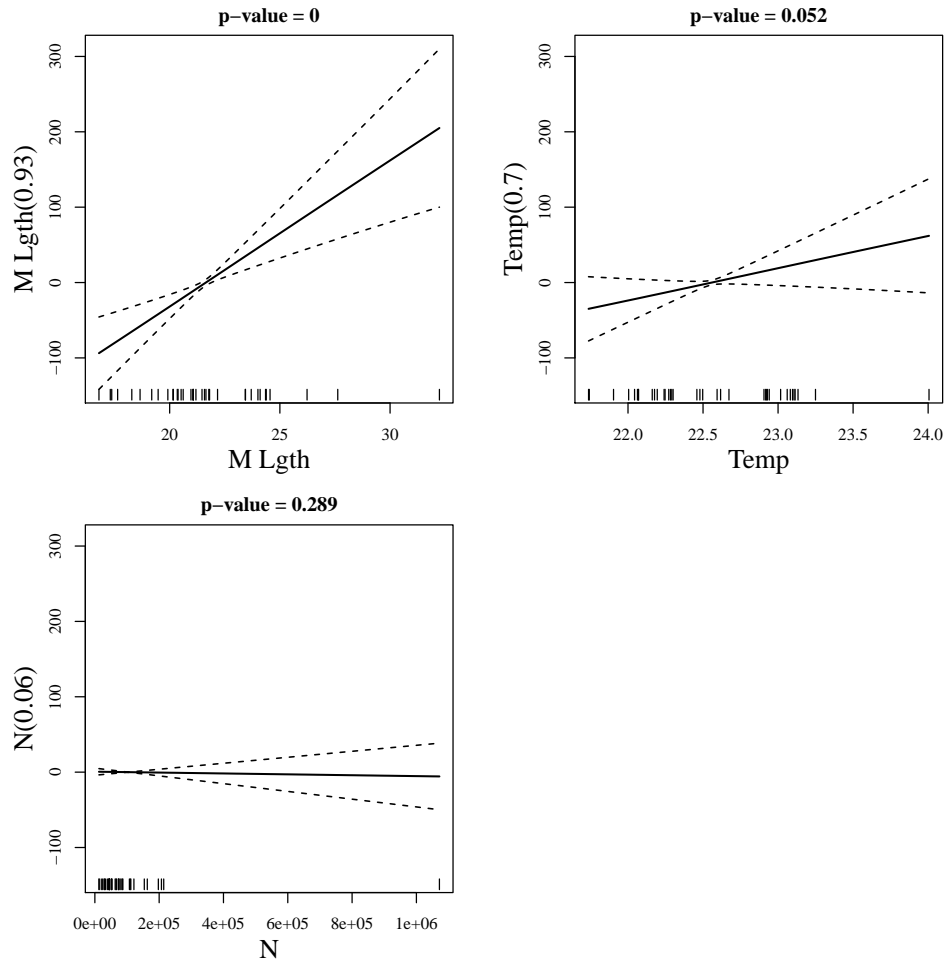 p−value = 0
M Lgth(0.93)
−100 0 100 200 300
20 25 30
M Lgth
p−value = 0.052
Temp(0.7)
−100 0 100 200 300
22.0 22.5 23.0 23.5 24.0
Temp
p−value = 0.289
N(0.06)
−100 0 100 200 300
0e+00 2e+05 4e+05 6e+05 8e+05 1e+06
N